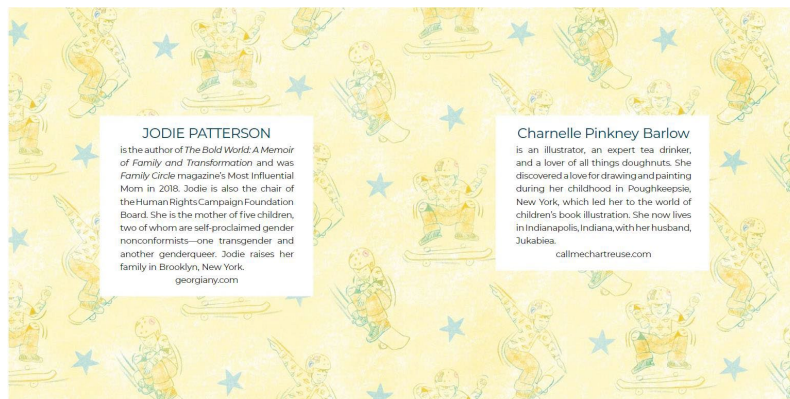 JODIE PATTERSON
is the author of The Bold World: A Memoir
of Family and Transformation and was
Family Circle magazine's Most Influential
Mom in 2018. Jodie is also the chair of
the Human Rights Campaign Foundation
Board. She is the mother of five children,
two of whom are self-proclaimed gender
nonconformists—one transgender and
another genderqueer. Jodie raises her
family in Brooklyn, New York.
georgiany.com
Charnelle Pinkney Barlow
is an illustrator, an expert tea drinker,
and a lover of all things doughnuts. She
discovered a love for drawing and painting
during her childhood in Poughkeepsie,
New York, which led her to the world of
children's book illustration. She now lives
in Indianapolis, Indiana, with her husband,
Jukabiea.
callmechartreuse.com